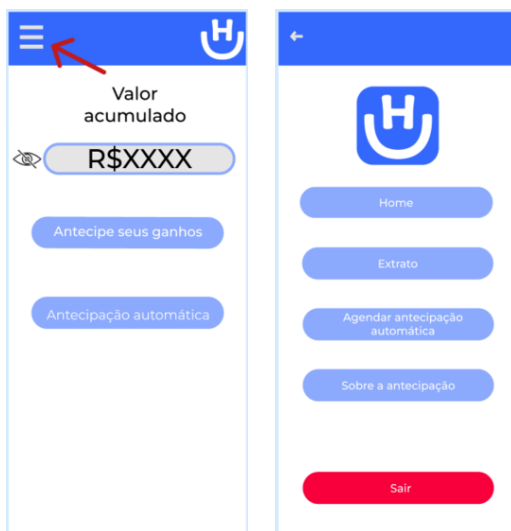 H
Valor
acumulado
R$XXXX
Antecipe seus ganhos
Antecipação automática
H
Home
Extrato
Agendar antecipação
automática
Sobre a antecipação
Sair